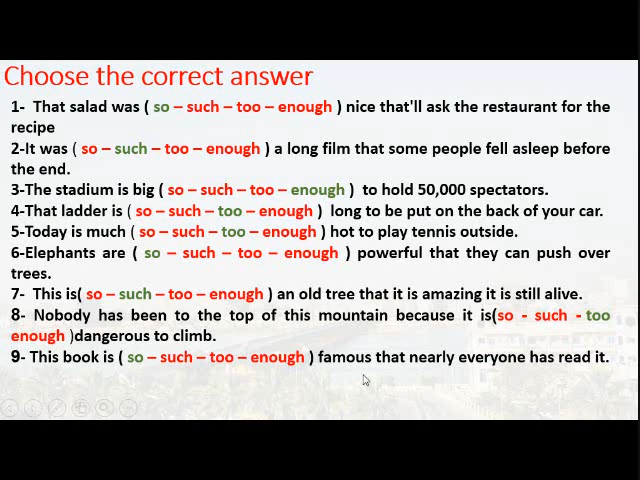 Choose the correct answer
1- That salad was ( so – such – too – enough ) nice that'll ask the restaurant for the
recipe
2-It was ( so – such – too – enough ) a long film that some people fell asleep before
the end.
3-The stadium is big ( so – such – too – enough ) to hold 50,000 spectators.
4-That ladder is ( so – such – too – enough ) long to be put on the back of your car.
5-Today is much ( so – such – too – enough ) hot to play tennis outside.
6-Elephants are ( so – such – too – enough ) powerful that they can push over
trees.
7- This is( so – such – too – enough ) an old tree that it is amazing it is still alive.
8- Nobody has been to the top of this mountain because it is(so - such - too
enough )dangerous to climb.
9- This book is ( so – such – too – enough ) famous that nearly everyone has read it.